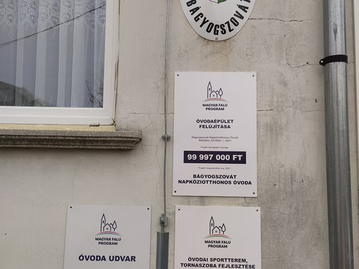 BÁGYOGSZOVÁT
MAGYAR FALU
PROGRAM
ÓVODAÉPÜLET
FELÚJÍTÁSA
99 997 000 FT
BÁGYOGSZOVÁT
NAPKÖZIOTTHONOS ÓVODA
MAGYAR FALU
PROGRAM
ÓVODA UDVAR
MAGYAR FALU
PROGRAM
ÓVODAI SPORTTEREM,
TORNASZOBA FEJLESZTÉSE